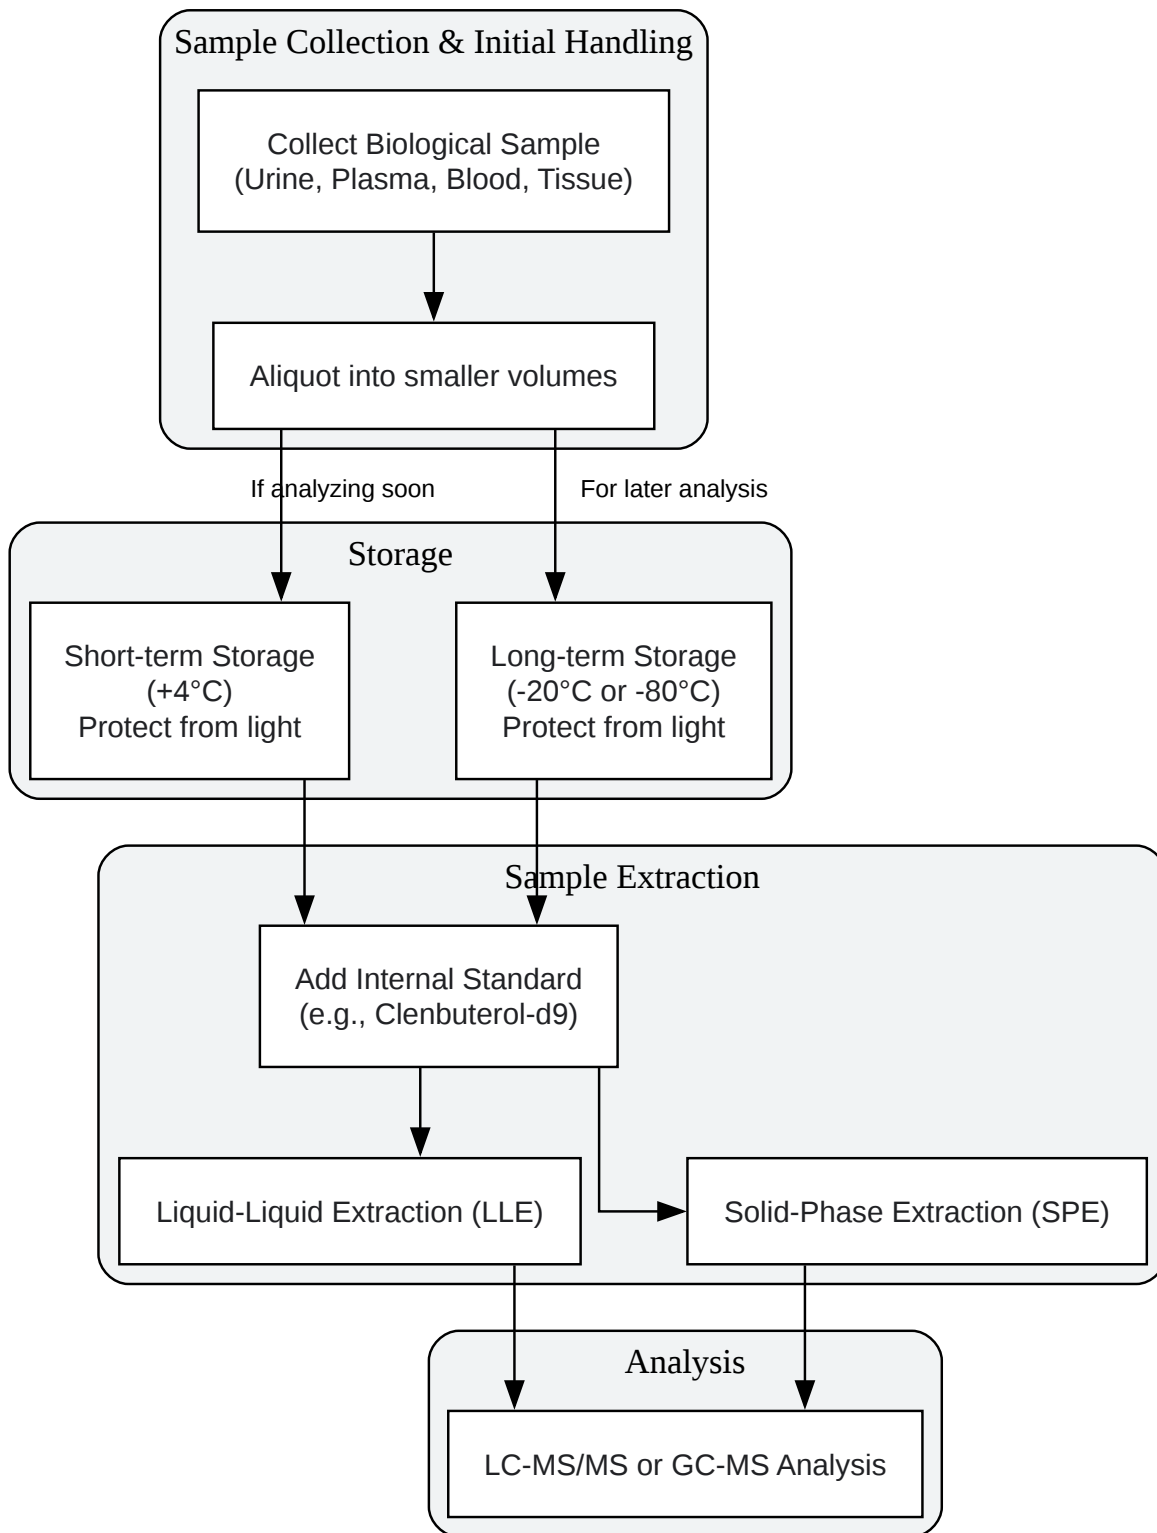 Sample Collection & Initial Handling
Collect Biological Sample
(Urine, Plasma, Blood, Tissue)
Aliquot into smaller volumes
If analyzing soon
For later analysis
Storage
Short-term Storage
(+4°C)
Protect from light
Long-term Storage
(-20°C or -80°C)
Protect from light
Sample Extraction
Add Internal Standard
(e.g., Clenbuterol-d9)
Liquid-Liquid Extraction (LLE)
Solid-Phase Extraction (SPE)
Analysis
LC-MS/MS or GC-MS Analysis